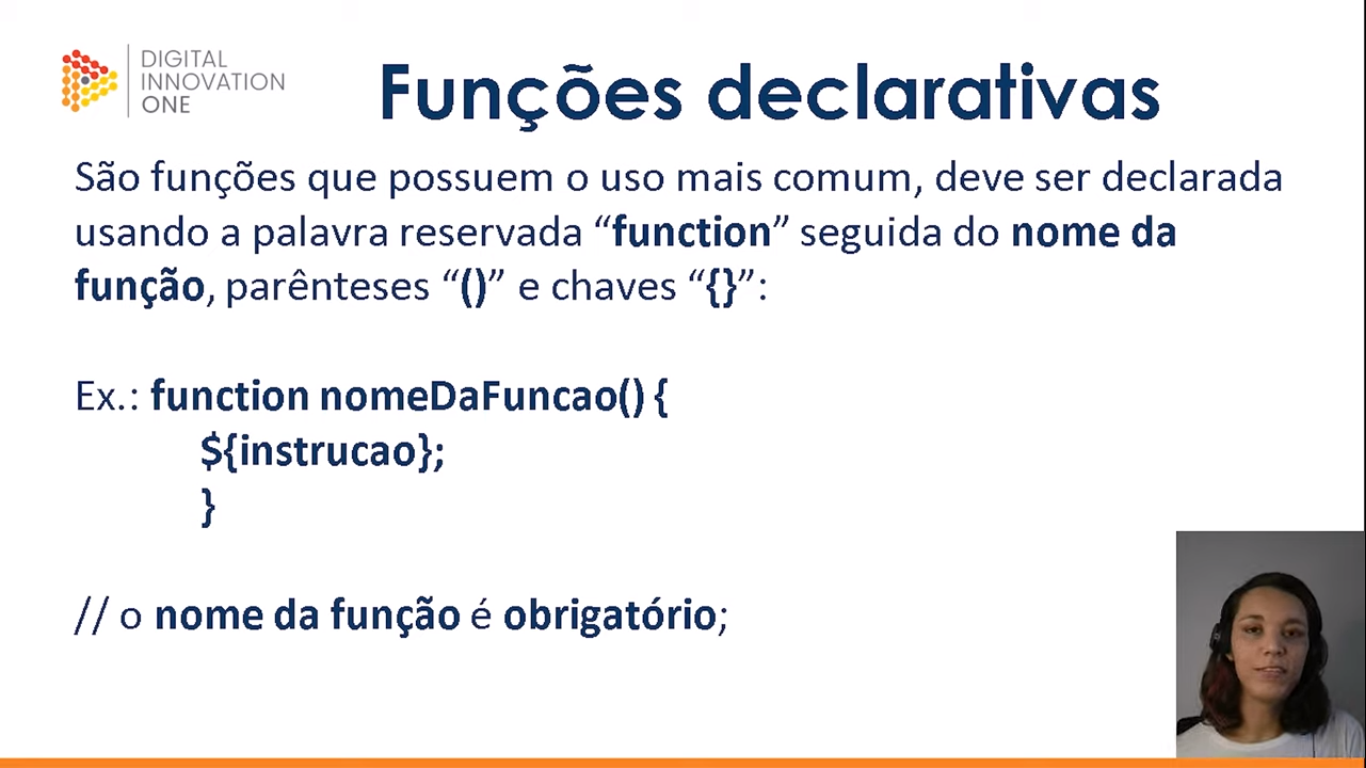 DIGITAL
INNOVATION
ONE
Funções declarativas
São funções que possuem o uso mais comum, deve ser declarada
usando a palavra reservada “function” seguida do nome da
função, parênteses “()” e chaves “{}”:
Ex.: function nomeDaFuncao() {
${instrucao};
}
// o nome da função é obrigatório;